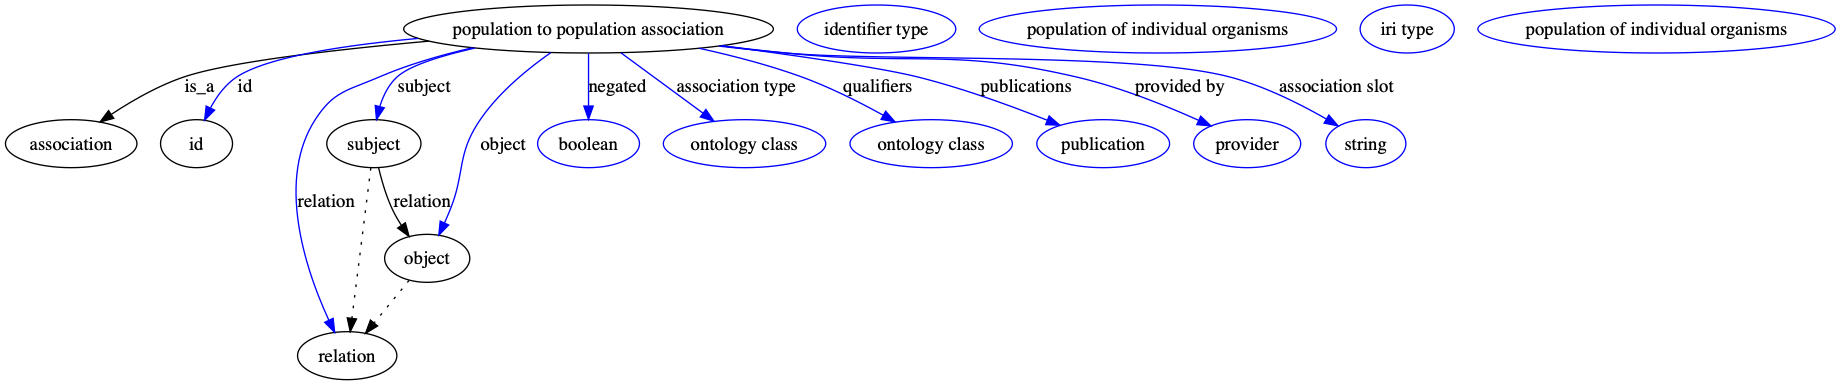 population to population association
identifier type
population of individual organisms
iri type
population of individual organisms
is_a
id
subject
negated
association type
qualifiers
publications
provided by
association slot
association
id
subject
object
boolean
ontology class
ontology class
publication
provider
string
relation
relation
object
relation